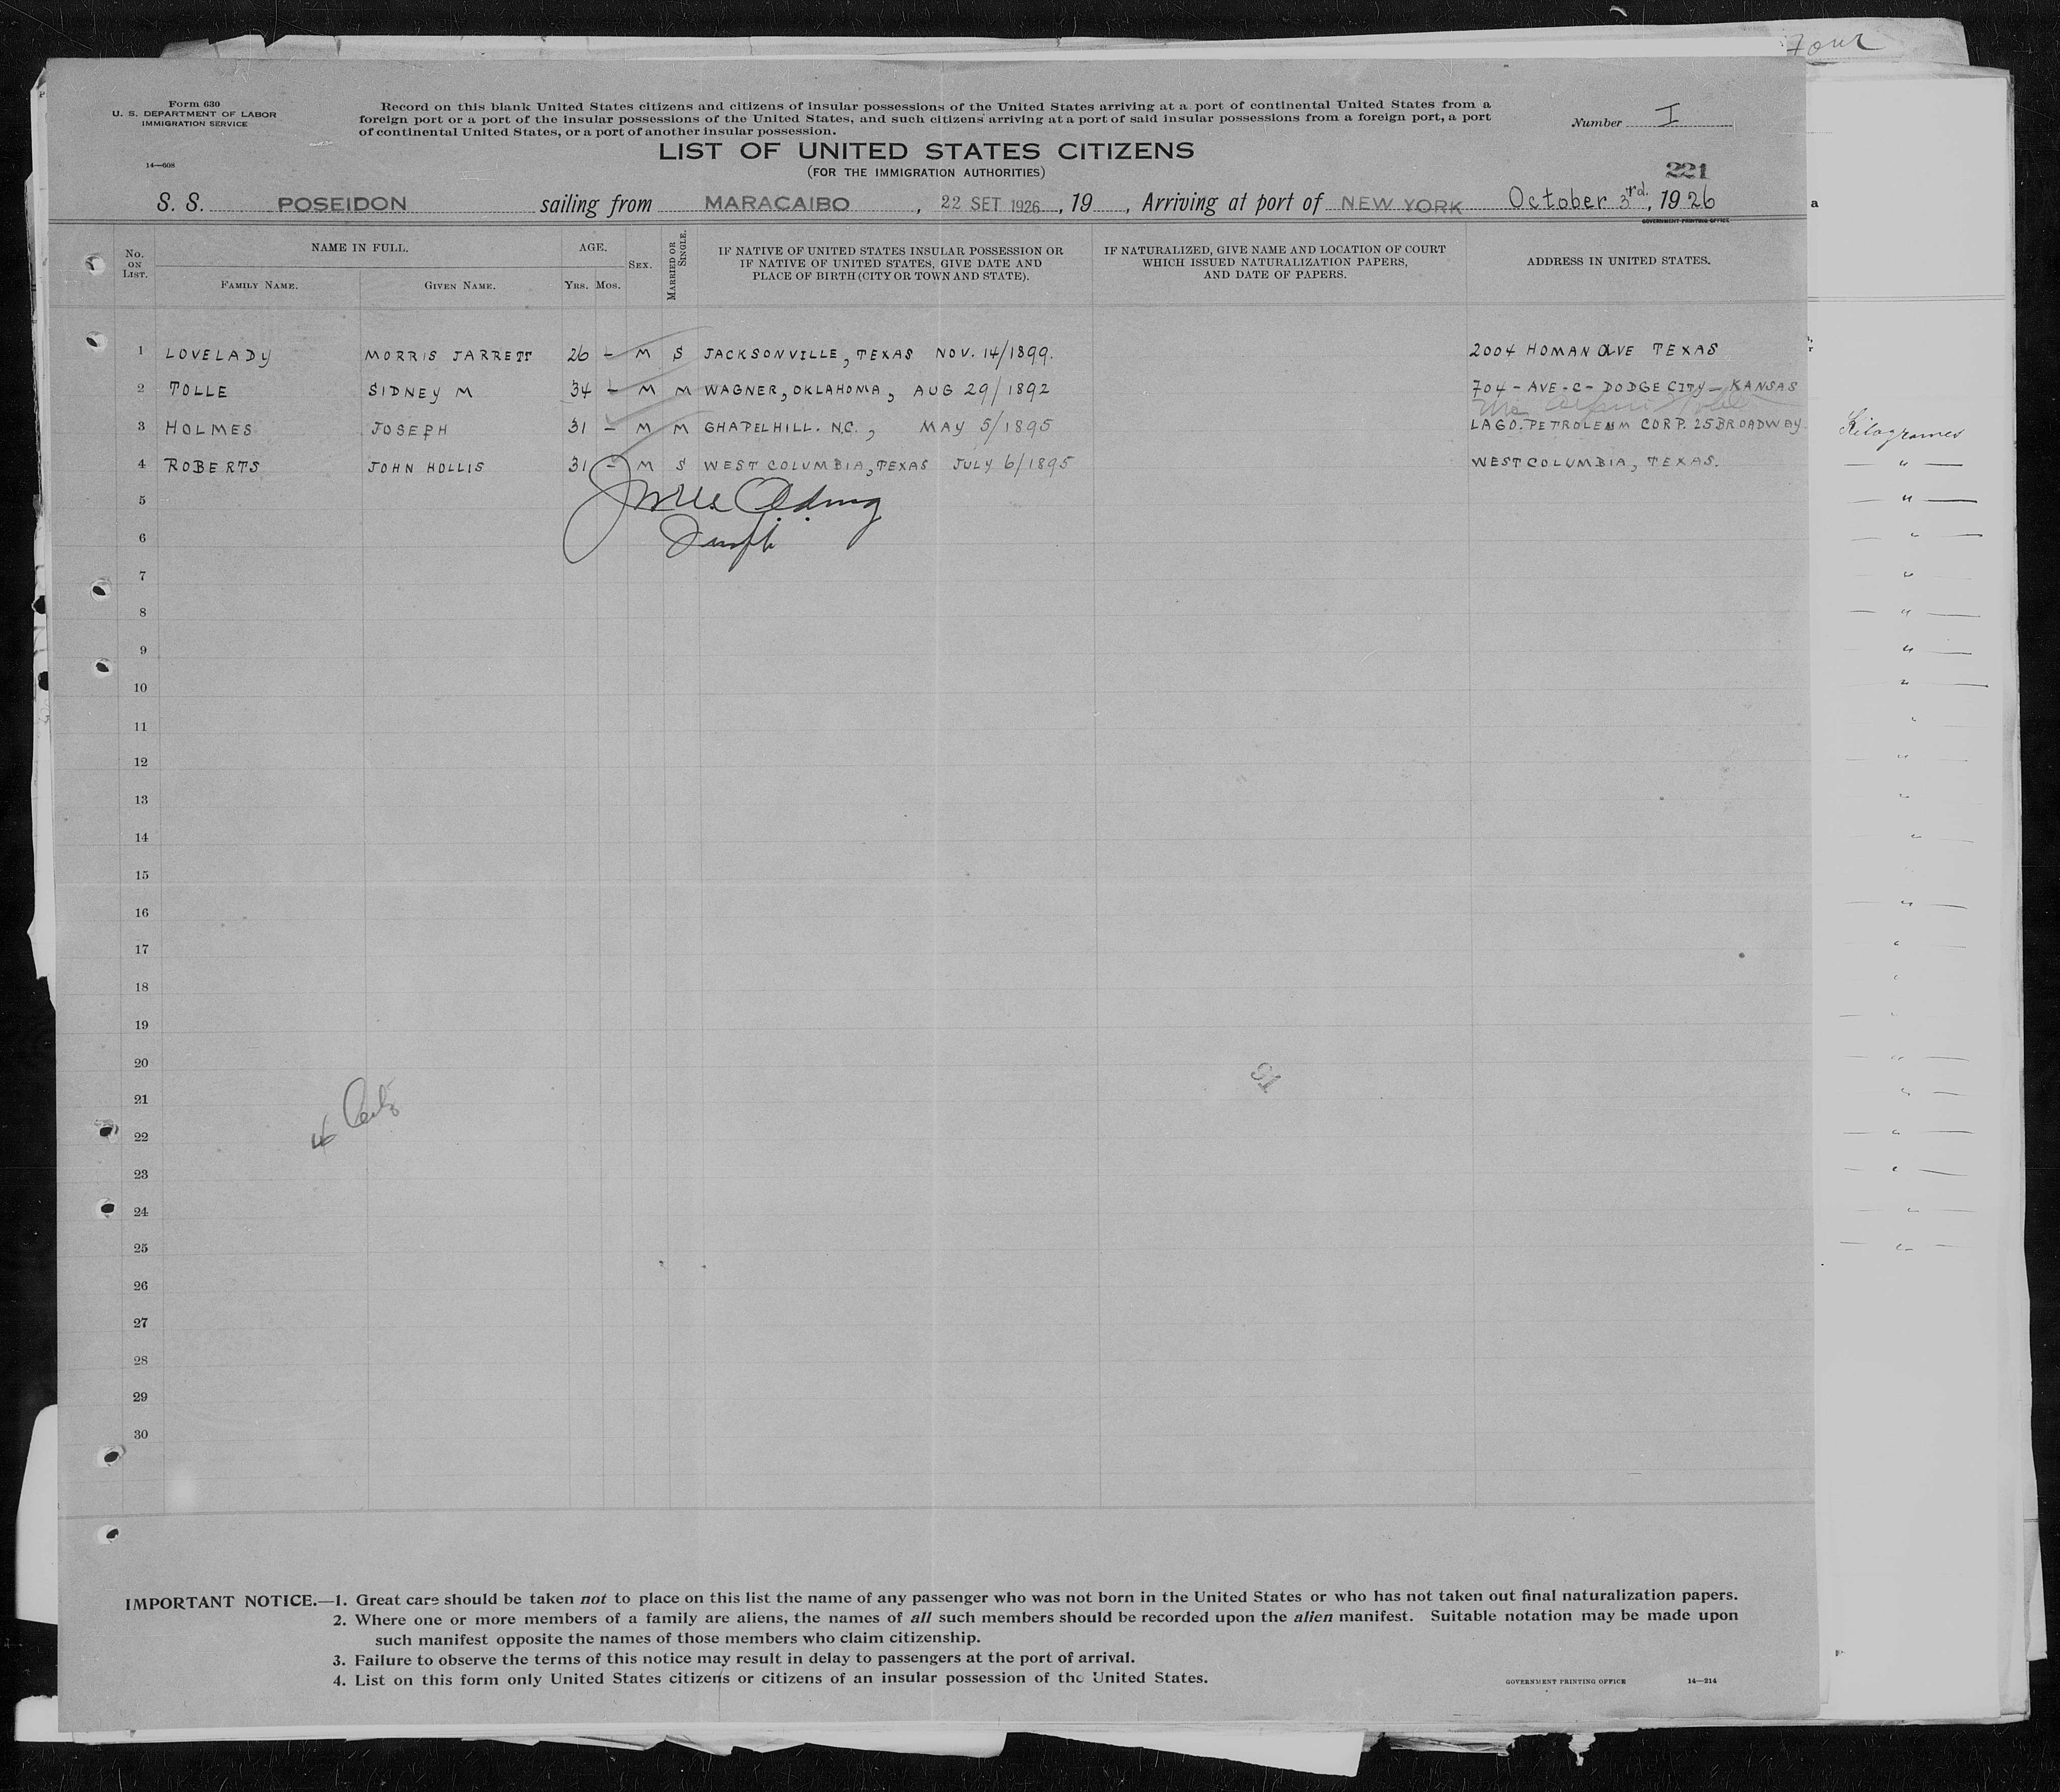 Four
Form 630
U. S. DEPARTMENT OF LABOR
IMMIGRATION SERVICE
14—608
Record on this blank United States citizens and citizens of insular possessions of the United States arriving at a port of continental United States from a
foreign port or a port of the insular possessions of the United States, and such citizens arriving at a port of said insular possessions from a foreign port, a port
of continental United States, or a port of another insular possession.
Number I
LIST OF UNITED STATES CITIZENS
(FOR THE IMMIGRATION AUTHORITIES)
221
S. S. POSEIDON sailing from MARACAIBO, 22 SET 1926, 19 , Arriving at port of NEW YORK October 3rd., 1926
GOVERNMENT PRINTING OFFICE
a
No. ON LIST.
NAME IN FULL.
FAMILY NAME.
GIVEN NAME.
AGE.
YRS. MOS.
SEX.
MARRIED OR SINGLE.
IF NATIVE OF UNITED STATES INSULAR POSSESSION OR
IF NATIVE OF UNITED STATES, GIVE DATE AND
PLACE OF BIRTH (CITY OR TOWN AND STATE).
IF NATURALIZED, GIVE NAME AND LOCATION OF COURT
WHICH ISSUED NATURALIZATION PAPERS,
AND DATE OF PAPERS.
ADDRESS IN UNITED STATES.
1 LOVELADY MORRIS JARRETT 26 - M S JACKSONVILLE, TEXAS NOV. 14/1899. 2004 HOMAN AVE TEXAS
2 TOLLE SIDNEY M 34 - M M WAGNER, OKLAHOMA, AUG 29/1892 704 - AVE - C - DODGE CITY - KANSAS
3 HOLMES JOSEPH 31 - M M GHAPELHILL. N.C., MAY 5/1895 LAGO. PETROLEUM CORP. 25 BROADWAY
4 ROBERTS JOHN HOLLIS 31 - M S WEST COLUMBIA, TEXAS JULY 6/1895 WEST COLUMBIA, TEXAS.
Kilogrames
5
6
7
8
9
10
11
12
13
14
15
16
17
18
19
20
21
22
23
24
25
26
27
28
29
30
IMPORTANT NOTICE.—1. Great care should be taken not to place on this list the name of any passenger who was not born in the United States or who has not taken out final naturalization papers.
2. Where one or more members of a family are aliens, the names of all such members should be recorded upon the alien manifest. Suitable notation may be made upon
such manifest opposite the names of those members who claim citizenship.
3. Failure to observe the terms of this notice may result in delay to passengers at the port of arrival.
4. List on this form only United States citizens or citizens of an insular possession of the United States.
GOVERNMENT PRINTING OFFICE 14—214